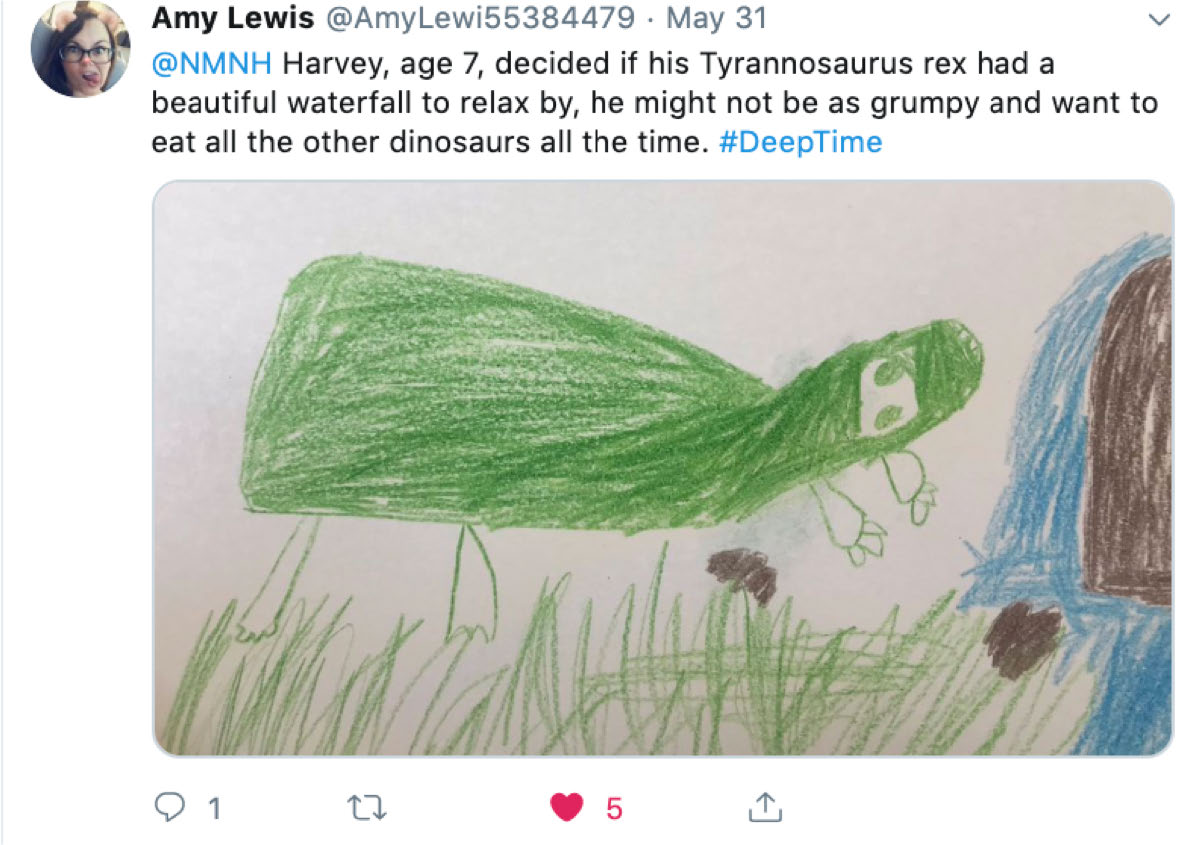 Amy Lewis @AmyLewi55384479 · May 31
@NMNH Harvey, age 7, decided if his Tyrannosaurus rex had a
beautiful waterfall to relax by, he might not be as grumpy and want to
eat all the other dinosaurs all the time. #DeepTime
1 5